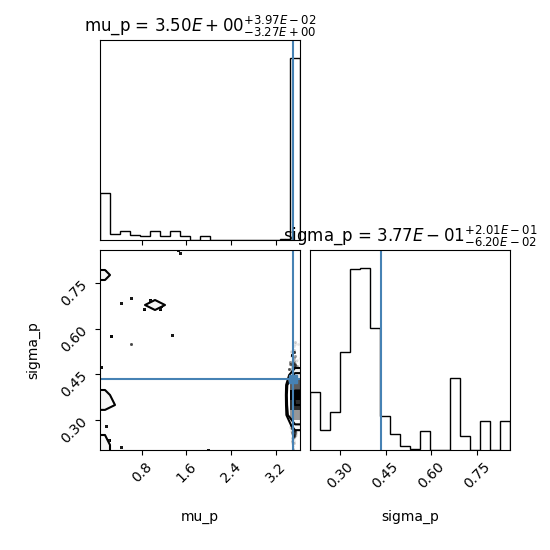 mu_p = 3.50E + 00+3.97E − 02 −3.27E + 00
sigma_p = 3.77E − 01+2.01E − 01 −6.20E − 02
sigma_p
0.75
0.60
0.45
0.30
0.8 1.6 2.4 3.2
0.30 0.45 0.60 0.75
mu_p
sigma_p